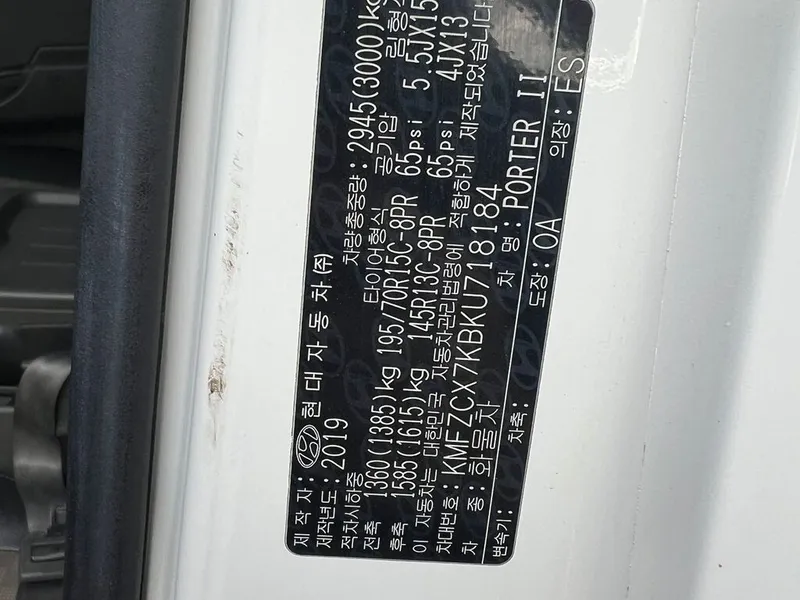 제 작 자 : 현 대 자 동 차 (주)
제작년도: 2019 차량총중량: 2945(3000)kg
적차시하중 타이어형식 공기압 림형식
전축 1360(1385)kg 195/70R15C-8PR 65psi 5.5JX15
후축 1585(1615)kg 145R13C-8PR 65psi 4JX13
이 자동차는 대한민국 자동차관리법령에 적합하게 제작되었습니다
차대번호: KMFZCX7KBKU718184
차 종: 화물차 차 명: PORTER II
변속기: 차축: 도장: OA 의장: ES